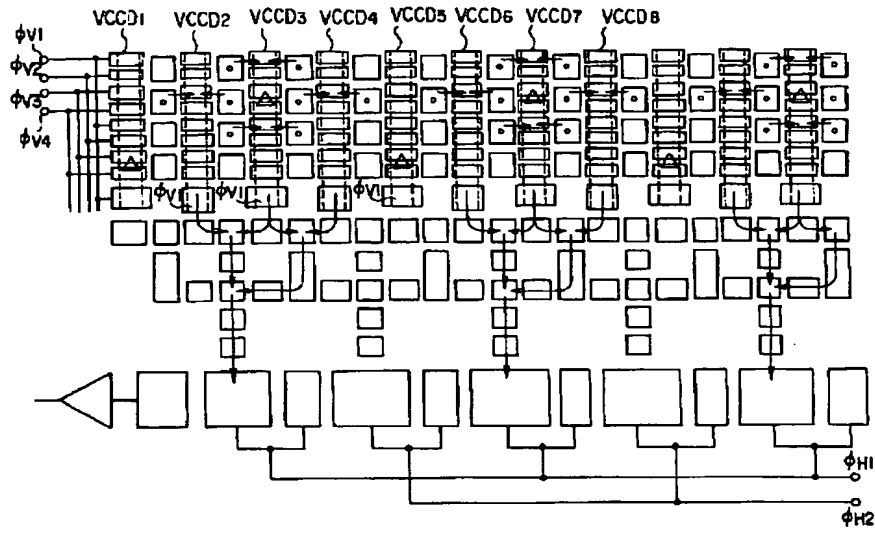 VCCD1 VCCD2 VCCD3 VCCD4 VCCD5 VCCD6 VCCD7 VCCD8
ΦV1
ΦV2
ΦV3
ΦV4
ΦV1 ΦV1 ΦV1
ΦH1
ΦH2